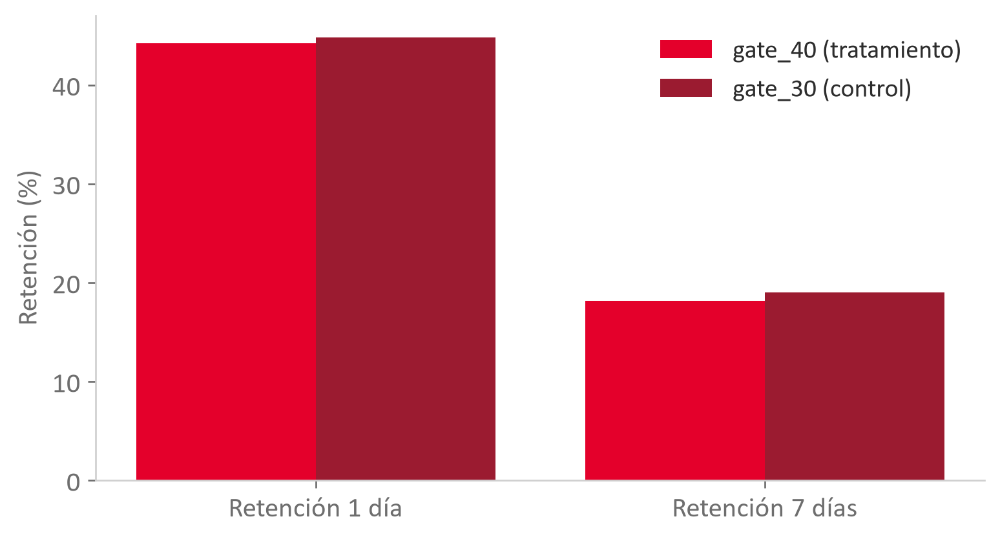 gate_40 (tratamiento)
gate_30 (control)
Retención (%)
40
30
20
10
0
Retención 1 día
Retención 7 días